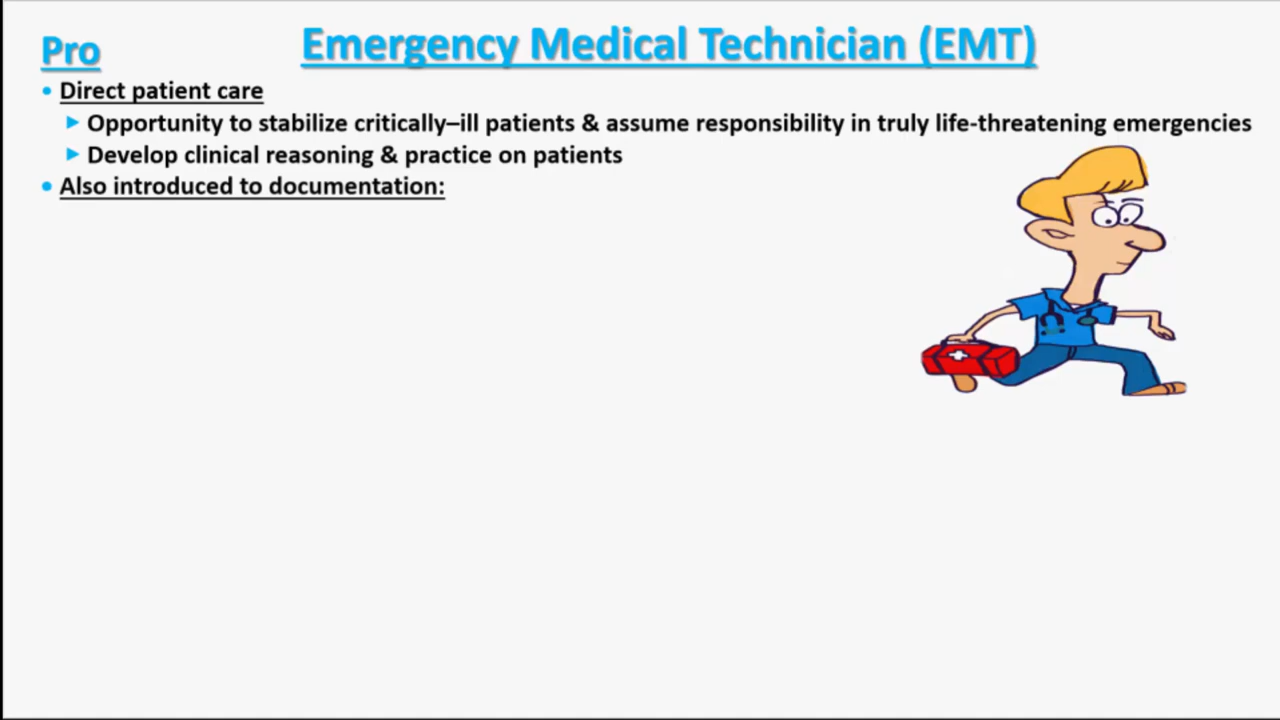 Pro
Emergency Medical Technician (EMT)
• Direct patient care
Opportunity to stabilize critically–ill patients & assume responsibility in truly life-threatening emergencies
Develop clinical reasoning & practice on patients
• Also introduced to documentation: